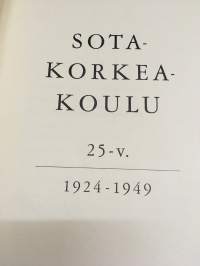 SOTA-
KORKEA-
KOULU
25-v.
1924-1949